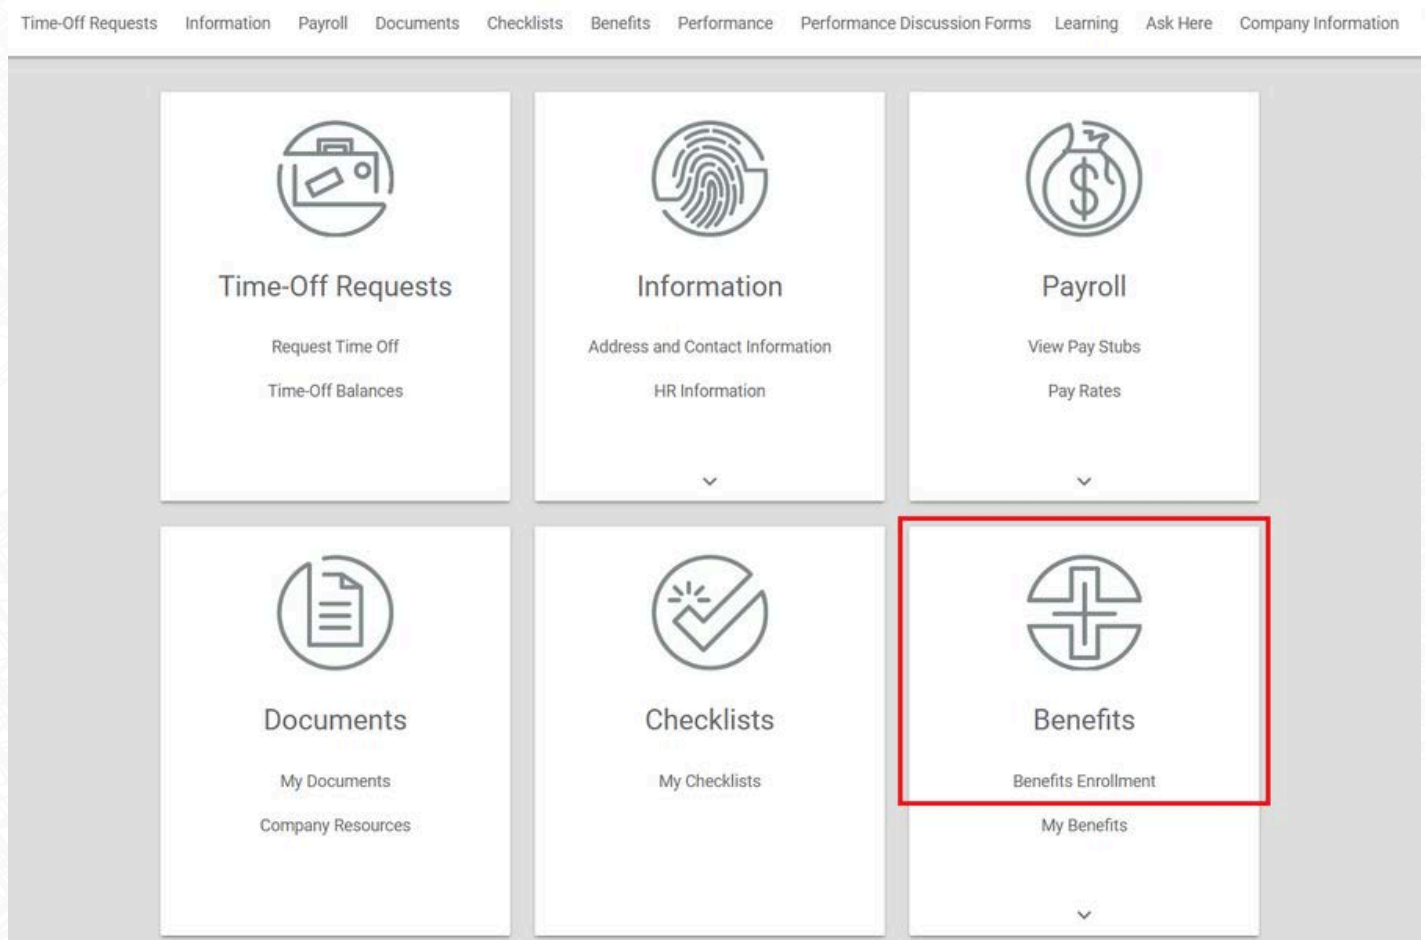 Time-Off Requests Information Payroll Documents Checklists Benefits Performance Performance Discussion Forms Learning Ask Here Company Information
Time-Off Requests
Request Time Off
Time-Off Balances
Information
Address and Contact Information
HR Information
Payroll
View Pay Stubs
Pay Rates
Documents
My Documents
Company Resources
Checklists
My Checklists
Benefits
Benefits Enrollment
My Benefits